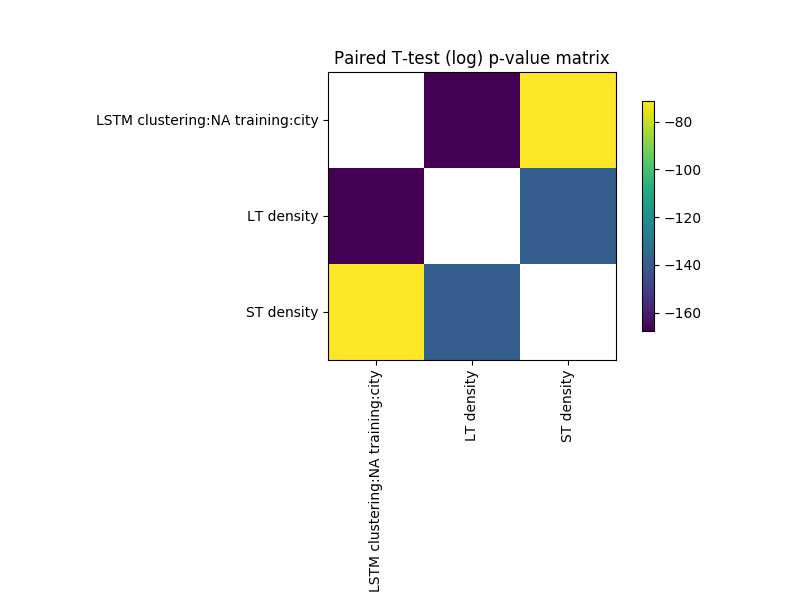 Paired T-test (log) p-value matrix
LSTM clustering:NA training:city
LT density
ST density
−80
−100
−120
−140
−160
LSTM clustering:NA training:city
LT density
ST density